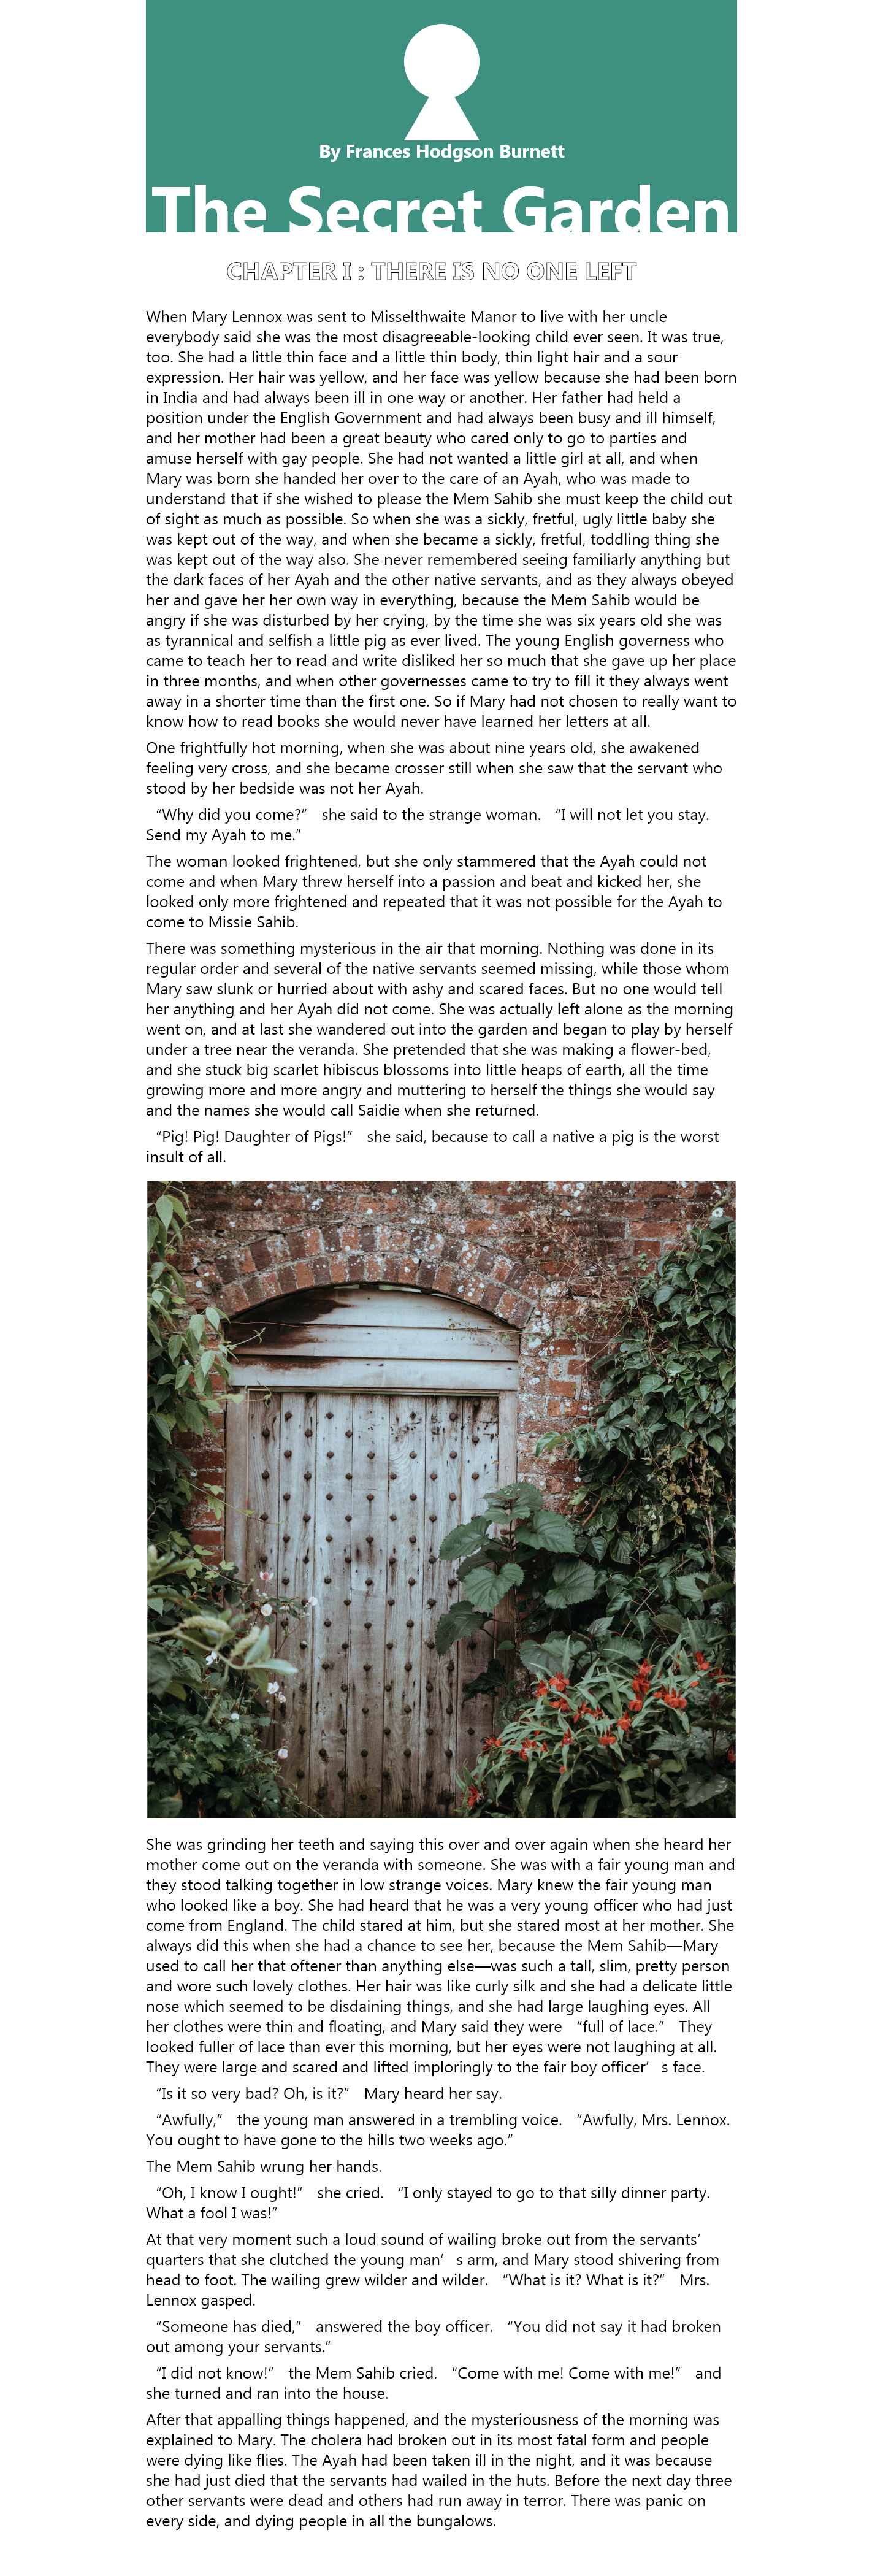 By Frances Hodgson Burnett
The Secret Garden
CHAPTER I : THERE IS NO ONE LEFT
When Mary Lennox was sent to Misselthwaite Manor to live with her uncle
everybody said she was the most disagreeable-looking child ever seen. It was true,
too. She had a little thin face and a little thin body, thin light hair and a sour
expression. Her hair was yellow, and her face was yellow because she had been born
in India and had always been ill in one way or another. Her father had held a
position under the English Government and had always been busy and ill himself,
and her mother had been a great beauty who cared only to go to parties and
amuse herself with gay people. She had not wanted a little girl at all, and when
Mary was born she handed her over to the care of an Ayah, who was made to
understand that if she wished to please the Mem Sahib she must keep the child out
of sight as much as possible. So when she was a sickly, fretful, ugly little baby she
was kept out of the way, and when she became a sickly, fretful, toddling thing she
was kept out of the way also. She never remembered seeing familiarly anything but
the dark faces of her Ayah and the other native servants, and as they always obeyed
her and gave her her own way in everything, because the Mem Sahib would be
angry if she was disturbed by her crying, by the time she was six years old she was
as tyrannical and selfish a little pig as ever lived. The young English governess who
came to teach her to read and write disliked her so much that she gave up her place
in three months, and when other governesses came to try to fill it they always went
away in a shorter time than the first one. So if Mary had not chosen to really want to
know how to read books she would never have learned her letters at all.
One frightfully hot morning, when she was about nine years old, she awakened
feeling very cross, and she became crosser still when she saw that the servant who
stood by her bedside was not her Ayah.
“Why did you come?” she said to the strange woman. “I will not let you stay.
Send my Ayah to me.”
The woman looked frightened, but she only stammered that the Ayah could not
come and when Mary threw herself into a passion and beat and kicked her, she
looked only more frightened and repeated that it was not possible for the Ayah to
come to Missie Sahib.
There was something mysterious in the air that morning. Nothing was done in its
regular order and several of the native servants seemed missing, while those whom
Mary saw slunk or hurried about with ashy and scared faces. But no one would tell
her anything and her Ayah did not come. She was actually left alone as the morning
went on, and at last she wandered out into the garden and began to play by herself
under a tree near the veranda. She pretended that she was making a flower-bed,
and she stuck big scarlet hibiscus blossoms into little heaps of earth, all the time
growing more and more angry and muttering to herself the things she would say
and the names she would call Saidie when she returned.
“Pig! Pig! Daughter of Pigs!” she said, because to call a native a pig is the worst
insult of all.
She was grinding her teeth and saying this over and over again when she heard her
mother come out on the veranda with someone. She was with a fair young man and
they stood talking together in low strange voices. Mary knew the fair young man
who looked like a boy. She had heard that he was a very young officer who had just
come from England. The child stared at him, but she stared most at her mother. She
always did this when she had a chance to see her, because the Mem Sahib—Mary
used to call her that oftener than anything else—was such a tall, slim, pretty person
and wore such lovely clothes. Her hair was like curly silk and she had a delicate little
nose which seemed to be disdaining things, and she had large laughing eyes. All
her clothes were thin and floating, and Mary said they were “full of lace.” They
looked fuller of lace than ever this morning, but her eyes were not laughing at all.
They were large and scared and lifted imploringly to the fair boy officer’ s face.
“Is it so very bad? Oh, is it?” Mary heard her say.
“Awfully,” the young man answered in a trembling voice. “Awfully, Mrs. Lennox.
You ought to have gone to the hills two weeks ago.”
The Mem Sahib wrung her hands.
“Oh, I know I ought!” she cried. “I only stayed to go to that silly dinner party.
What a fool I was!”
At that very moment such a loud sound of wailing broke out from the servants’
quarters that she clutched the young man’ s arm, and Mary stood shivering from
head to foot. The wailing grew wilder and wilder. “What is it? What is it?” Mrs.
Lennox gasped.
“Someone has died,” answered the boy officer. “You did not say it had broken
out among your servants.”
“I did not know!” the Mem Sahib cried. “Come with me! Come with me!” and
she turned and ran into the house.
After that appalling things happened, and the mysteriousness of the morning was
explained to Mary. The cholera had broken out in its most fatal form and people
were dying like flies. The Ayah had been taken ill in the night, and it was because
she had just died that the servants had wailed in the huts. Before the next day three
other servants were dead and others had run away in terror. There was panic on
every side, and dying people in all the bungalows.